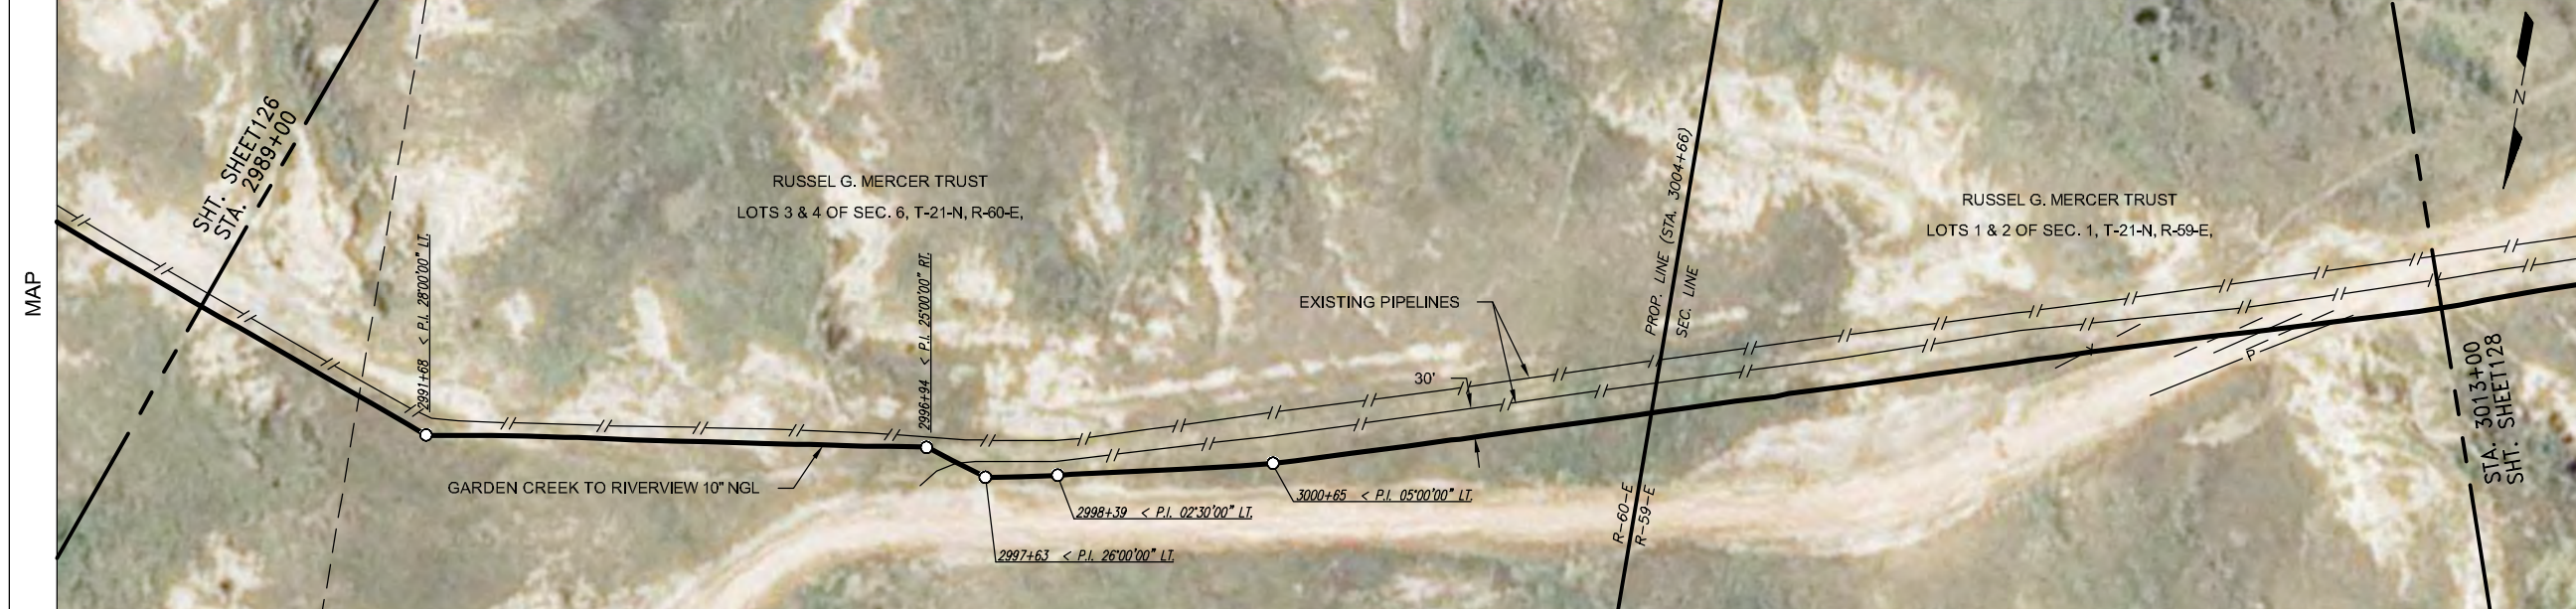 MAP
SHT. SHEET126
STA. 2989+00
2991+68 < P.I. 28°00'00" LT.
RUSSEL G. MERCER TRUST
LOTS 3 & 4 OF SEC. 6, T-21-N, R-60-E,
2996+94 < P.I. 25°00'00" RT.
GARDEN CREEK TO RIVERVIEW 10" NGL
2997+63 < P.I. 26°00'00" LT.
2998+39 < P.I. 02°30'00" LT.
3000+65 < P.I. 05°00'00" LT.
EXISTING PIPELINES
30'
PROP. LINE (STA. 3004+66)
SEC. LINE
R-60-E
R-59-E
RUSSEL G. MERCER TRUST
LOTS 1 & 2 OF SEC. 1, T-21-N, R-59-E,
P
N
STA. 3013+00
SHT. SHEET128